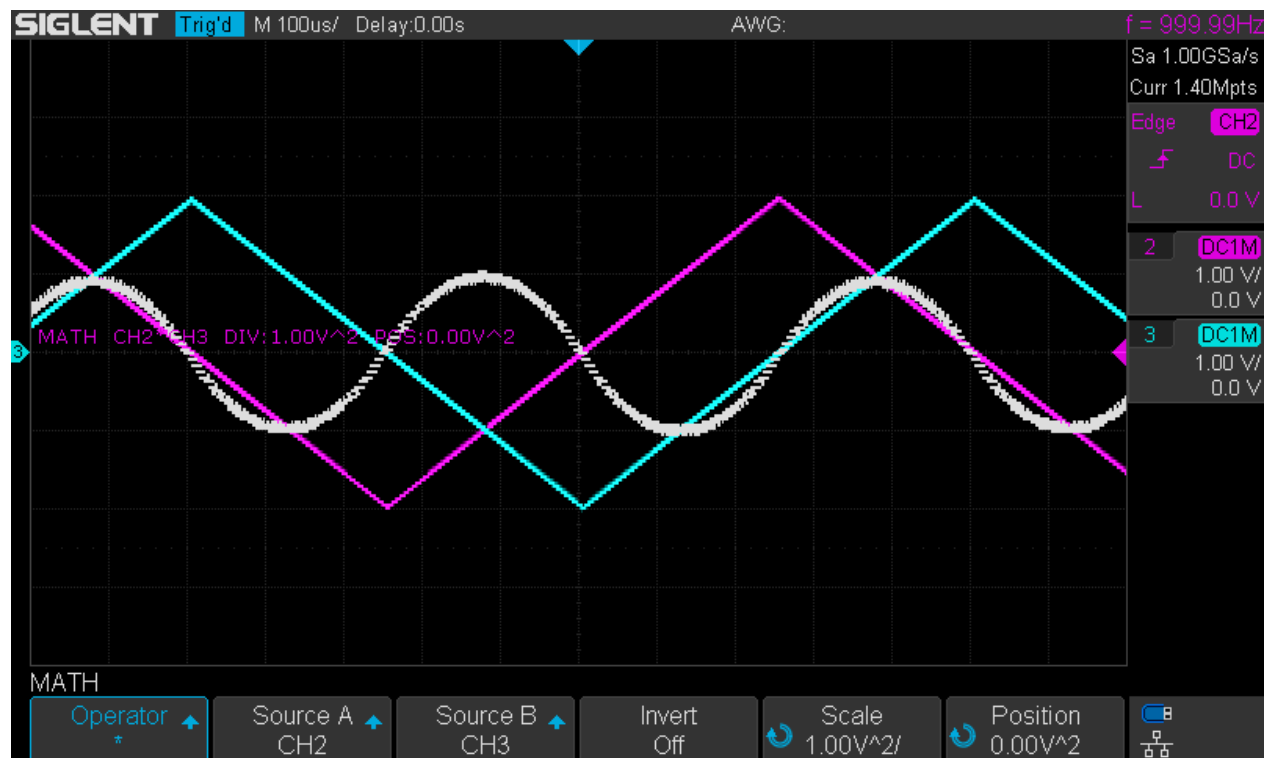 SIGLENT Trig'd M 100us/ Delay:0.00s AWG: f = 999.99Hz
Sa 1.00GSa/s
Curr 1.40Mpts
Edge CH2
DC
L 0.0 V
2 DC1M
1.00 V/
0.0 V
MATH CH2*CH3 DIV:1.00V^2 POS:0.00V^2
3 DC1M
1.00 V/
0.0 V
3
MATH
Operator Source A Source B Invert Scale Position
* CH2 CH3 Off 1.00V^2/ 0.00V^2